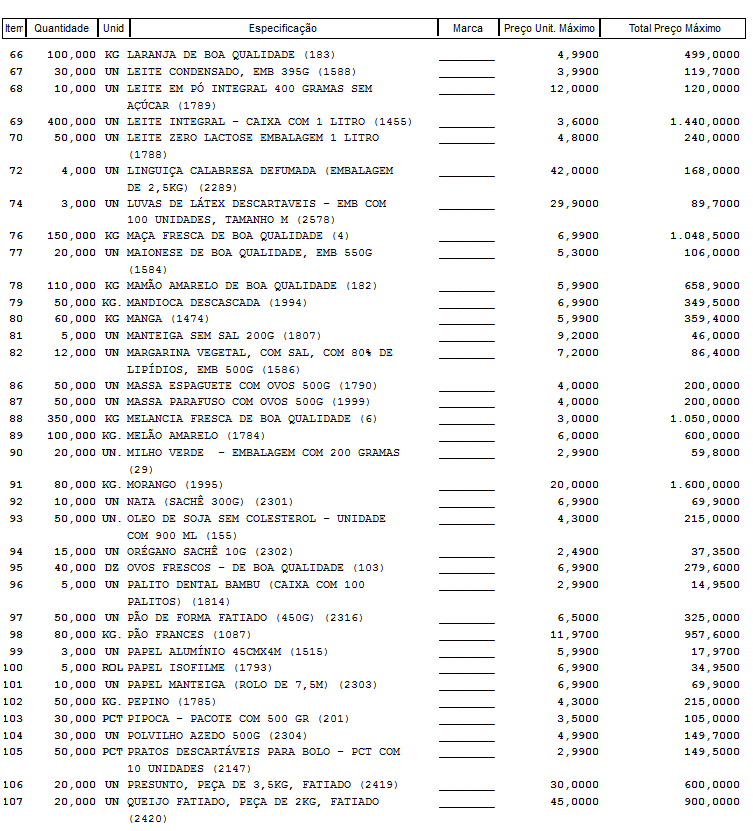 Item Quantidade Unid Especificação Marca Preço Unit. Máximo Total Preço Máximo
66 100,000 KG LARANJA DE BOA QUALIDADE (183) ________ 4,9900 499,0000
67 30,000 UN LEITE CONDENSADO, EMB 395G (1588) ________ 3,9900 119,7000
68 10,000 UN LEITE EM PÓ INTEGRAL 400 GRAMAS SEM ________ 12,0000 120,0000
AÇÚCAR (1789)
69 400,000 UN LEITE INTEGRAL - CAIXA COM 1 LITRO (1455) ________ 3,6000 1.440,0000
70 50,000 UN LEITE ZERO LACTOSE EMBALAGEM 1 LITRO ________ 4,8000 240,0000
(1788)
72 4,000 UN LINGUIÇA CALABRESA DEFUMADA (EMBALAGEM ________ 42,0000 168,0000
DE 2,5KG) (2289)
74 3,000 UN LUVAS DE LÁTEX DESCARTAVEIS - EMB COM ________ 29,9000 89,7000
100 UNIDADES, TAMANHO M (2578)
76 150,000 KG MAÇA FRESCA DE BOA QUALIDADE (4) ________ 6,9900 1.048,5000
77 20,000 UN MAIONESE DE BOA QUALIDADE, EMB 550G ________ 5,3000 106,0000
(1584)
78 110,000 KG MAMÃO AMARELO DE BOA QUALIDADE (182) ________ 5,9900 658,9000
79 50,000 KG. MANDIOCA DESCASCADA (1994) ________ 6,9900 349,5000
80 60,000 KG MANGA (1474) ________ 5,9900 359,4000
81 5,000 UN MANTEIGA SEM SAL 200G (1807) ________ 9,2000 46,0000
82 12,000 UN MARGARINA VEGETAL, COM SAL, COM 80% DE ________ 7,2000 86,4000
LIPÍDIOS, EMB 500G (1586)
86 50,000 UN MASSA ESPAGUETE COM OVOS 500G (1790) ________ 4,0000 200,0000
87 50,000 UN MASSA PARAFUSO COM OVOS 500G (1999) ________ 4,0000 200,0000
88 350,000 KG MELANCIA FRESCA DE BOA QUALIDADE (6) ________ 3,0000 1.050,0000
89 100,000 KG. MELÃO AMARELO (1784) ________ 6,0000 600,0000
90 20,000 UN. MILHO VERDE - EMBALAGEM COM 200 GRAMAS ________ 2,9900 59,8000
(29)
91 80,000 KG. MORANGO (1995) ________ 20,0000 1.600,0000
92 10,000 UN NATA (SACHÊ 300G) (2301) ________ 6,9900 69,9000
93 50,000 UN. OLEO DE SOJA SEM COLESTEROL - UNIDADE ________ 4,3000 215,0000
COM 900 ML (155)
94 15,000 UN ORÉGANO SACHÊ 10G (2302) ________ 2,4900 37,3500
95 40,000 DZ OVOS FRESCOS - DE BOA QUALIDADE (103) ________ 6,9900 279,6000
96 5,000 UN PALITO DENTAL BAMBU (CAIXA COM 100 ________ 2,9900 14,9500
PALITOS) (1814)
97 50,000 UN PÃO DE FORMA FATIADO (450G) (2316) ________ 6,5000 325,0000
98 80,000 KG. PÃO FRANCES (1087) ________ 11,9700 957,6000
99 3,000 UN PAPEL ALUMÍNIO 45CMX4M (1515) ________ 5,9900 17,9700
100 5,000 ROL PAPEL ISOFILME (1793) ________ 6,9900 34,9500
101 10,000 UN PAPEL MANTEIGA (ROLO DE 7,5M) (2303) ________ 6,9900 69,9000
102 50,000 KG. PEPINO (1785) ________ 4,3000 215,0000
103 30,000 PCT PIPOCA - PACOTE COM 500 GR (201) ________ 3,5000 105,0000
104 30,000 UN POLVILHO AZEDO 500G (2304) ________ 4,9900 149,7000
105 50,000 PCT PRATOS DESCARTÁVEIS PARA BOLO - PCT COM ________ 2,9900 149,5000
10 UNIDADES (2147)
106 20,000 UN PRESUNTO, PEÇA DE 3,5KG, FATIADO (2419) ________ 30,0000 600,0000
107 20,000 UN QUEIJO FATIADO, PEÇA DE 2KG, FATIADO ________ 45,0000 900,0000
(2420)